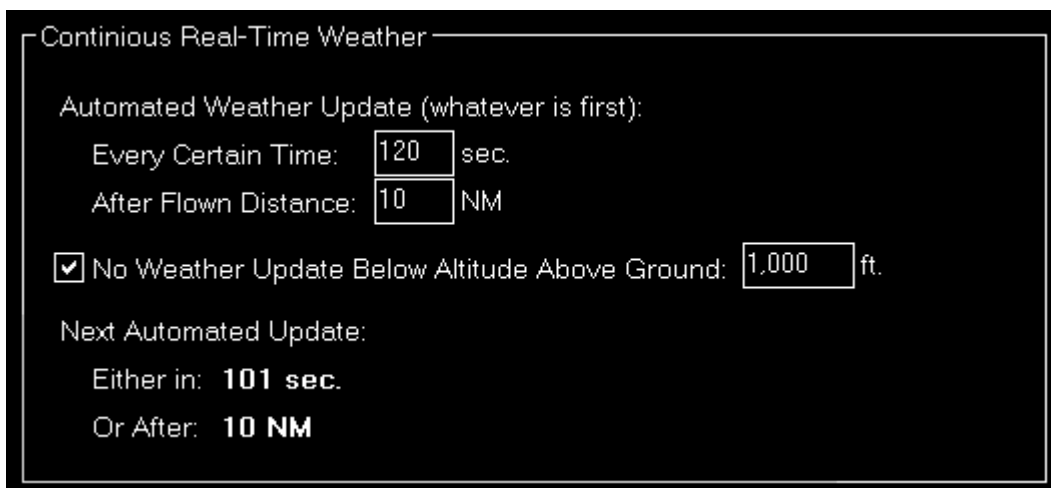 Continious Real-Time Weather
Automated Weather Update (whatever is first):
Every Certain Time: 120 sec.
After Flown Distance: 10 NM
No Weather Update Below Altitude Above Ground: 1,000 ft.
Next Automated Update:
Either in: 101 sec.
Or After: 10 NM